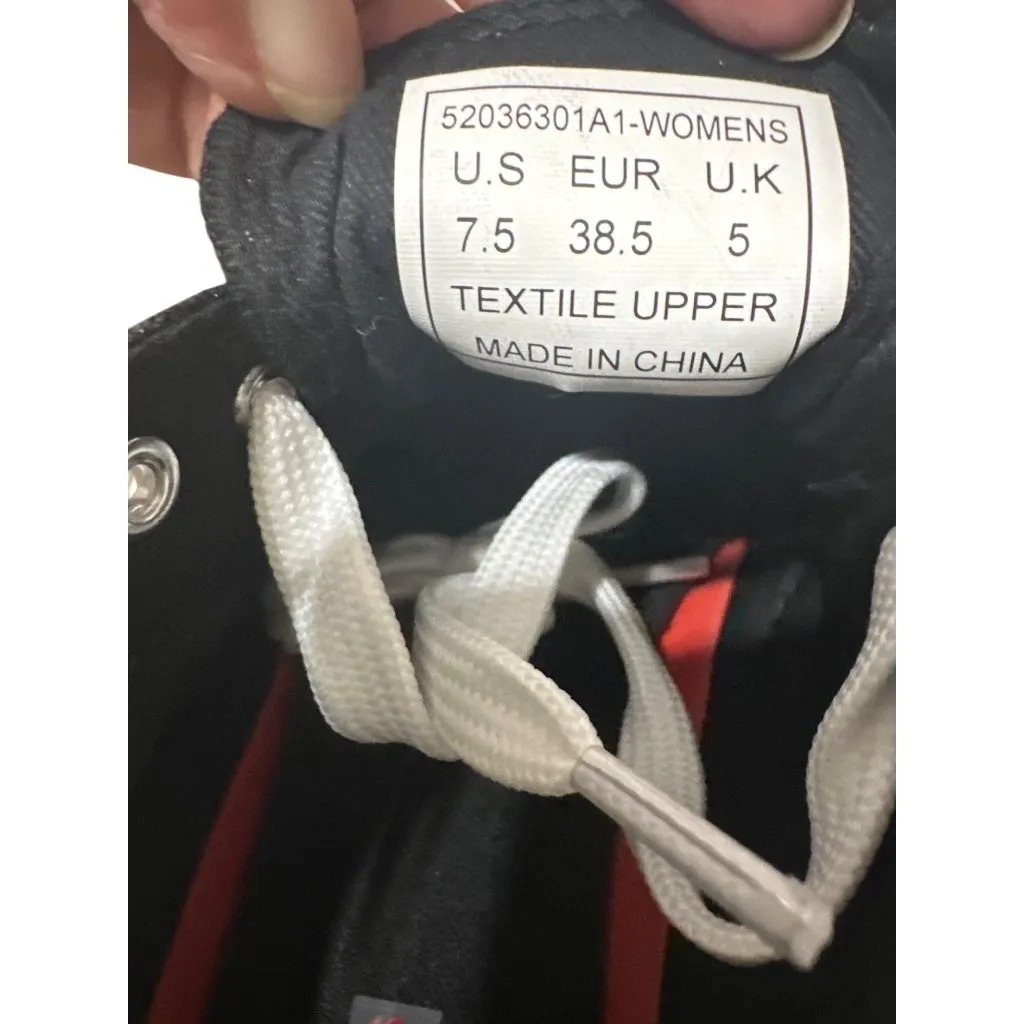 52036301A1-WOMENS
U.S EUR U.K
7.5 38.5 5
TEXTILE UPPER
MADE IN CHINA